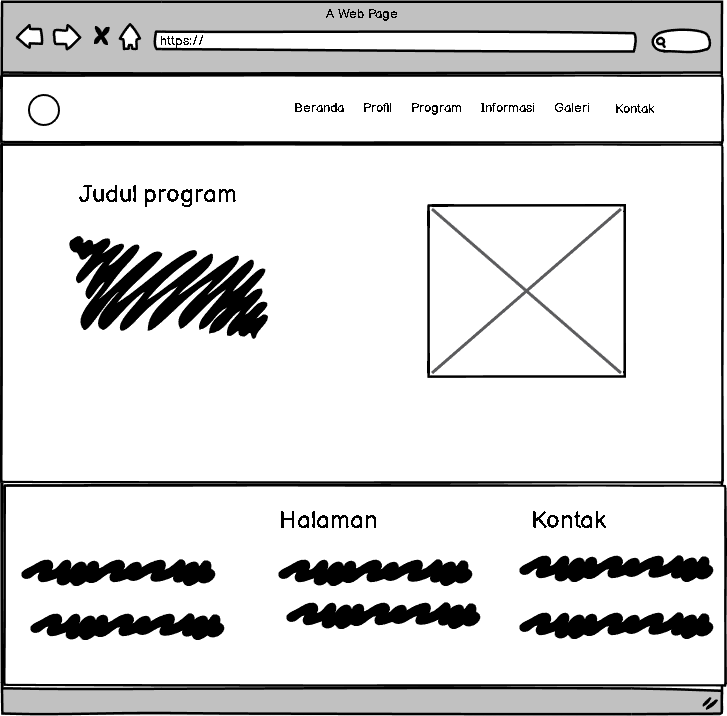 A Web Page
https://
Beranda Profil Program Informasi Galeri Kontak
Judul program
Halaman
Kontak